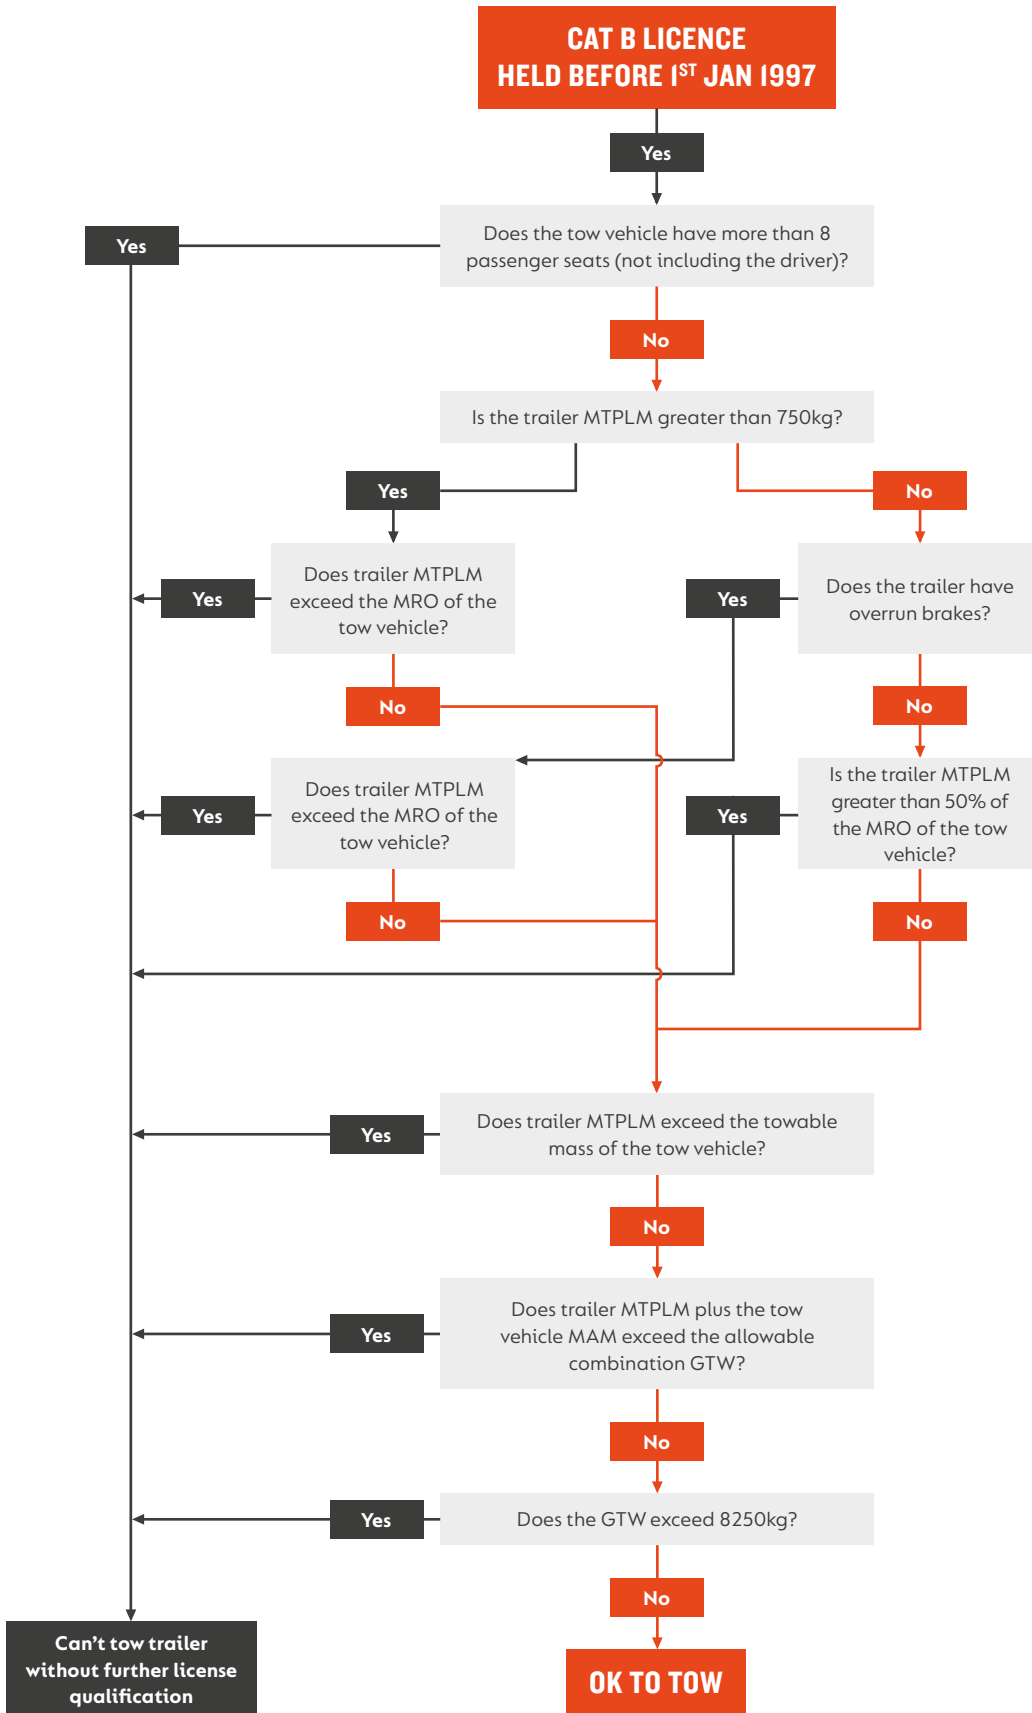 CAT B LICENCE
HELD BEFORE 1ST JAN 1997
Yes
Does the tow vehicle have more than 8
passenger seats (not including the driver)?
Yes
No
Is the trailer MTPLM greater than 750kg?
Yes
No
Does trailer MTPLM
exceed the MRO of the
tow vehicle?
Yes
Does the trailer have
overrun brakes?
Yes
No
No
Does trailer MTPLM
exceed the MRO of the
tow vehicle?
Yes
Is the trailer MTPLM
greater than 50% of
the MRO of the tow
vehicle?
Yes
No
No
Does trailer MTPLM exceed the towable
mass of the tow vehicle?
Yes
No
Does trailer MTPLM plus the tow
vehicle MAM exceed the allowable
combination GTW?
Yes
No
Does the GTW exceed 8250kg?
Yes
No
Can't tow trailer
without further license
qualification
OK TO TOW